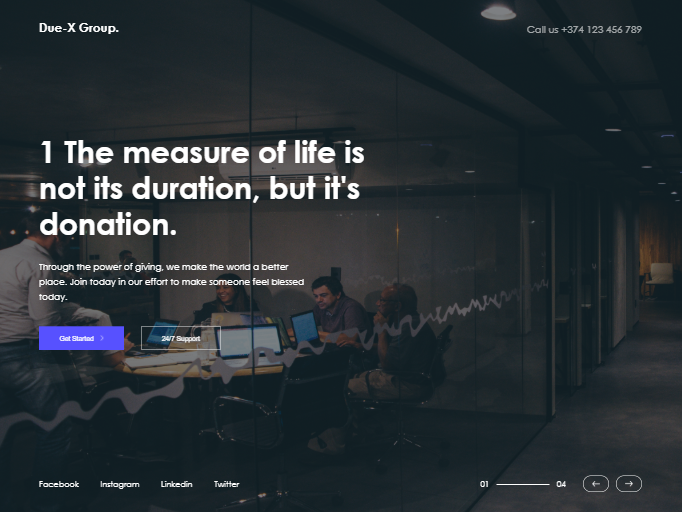 Due-X Group.
Call us +374 123 456 789
1 The measure of life is
not its duration, but it's
donation.
Through the power of giving, we make the world a better
place. Join today in our effort to make someone feel blessed
today.
Get Started
24/7 Support
Facebook Instagram Linkedin Twitter
01 04